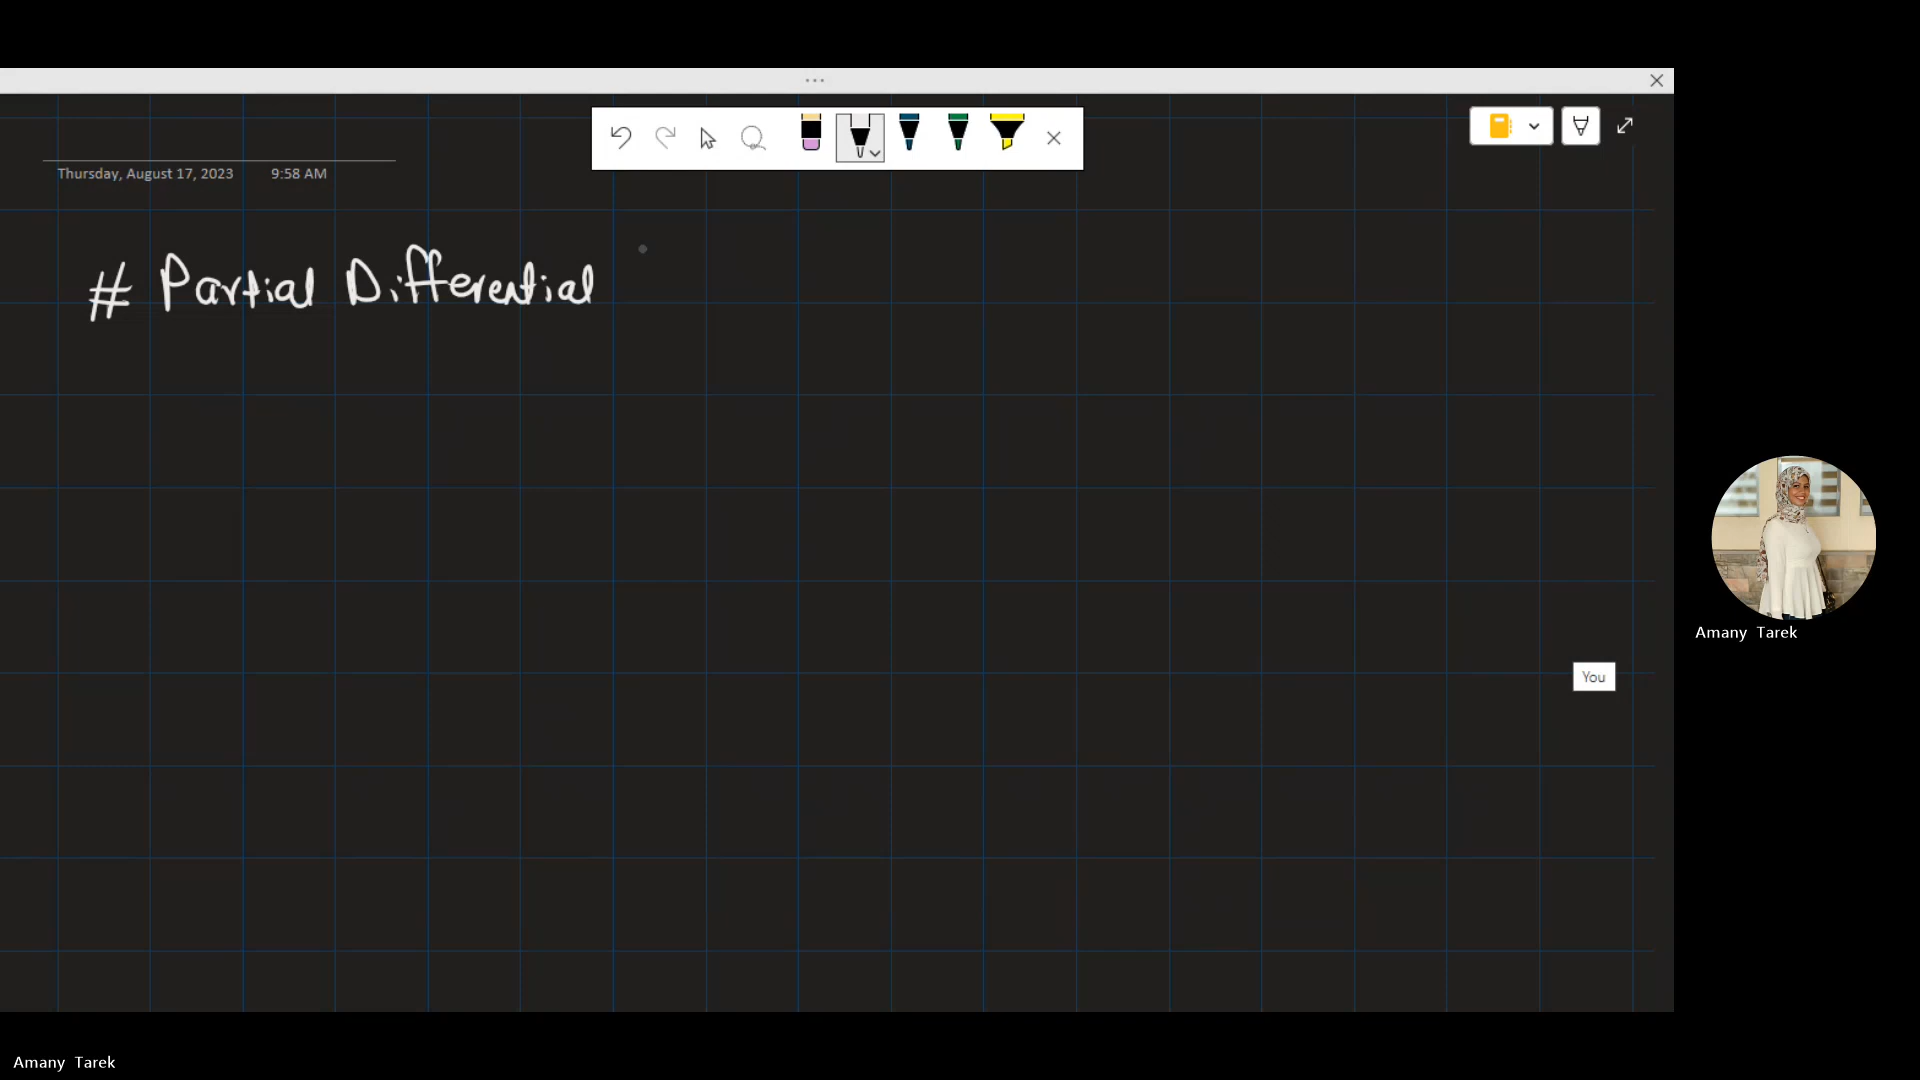 Thursday, August 17, 2023 9:58 AM
# Partial Differential
You
Amany Tarek
Amany Tarek